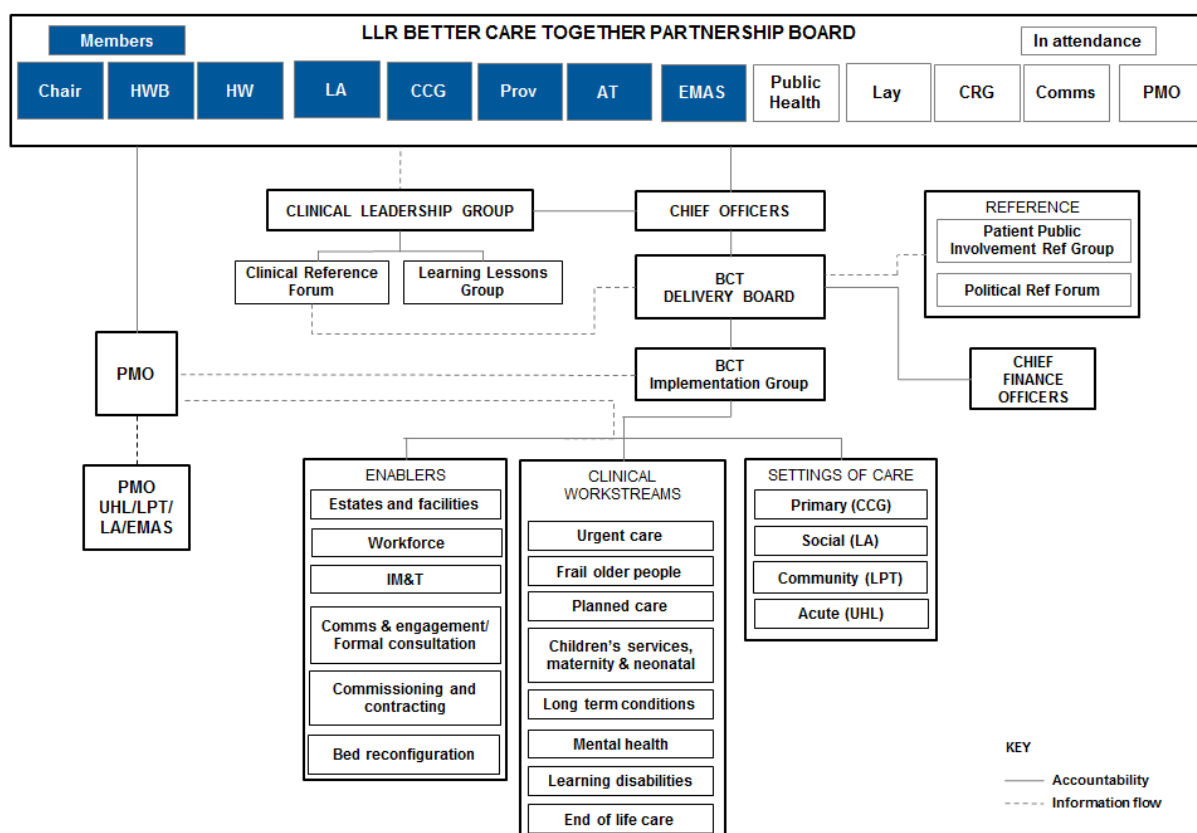 LLR BETTER CARE TOGETHER PARTNERSHIP BOARD
Members
In attendance
Chair
HWB
HW
LA
CCG
Prov
AT
EMAS
Public
Health
Lay
CRG
Comms
PMO
CLINICAL LEADERSHIP GROUP
CHIEF OFFICERS
REFERENCE
Patient Public
Involvement Ref Group
Political Ref Forum
Clinical Reference
Forum
Learning Lessons
Group
BCT
DELIVERY BOARD
PMO
BCT
Implementation Group
CHIEF
FINANCE
OFFICERS
PMO
UHL/LPT/
LA/EMAS
ENABLERS
Estates and facilities
Workforce
IM&T
Comms & engagement/
Formal consultation
Commissioning and
contracting
Bed reconfiguration
CLINICAL
WORKSTREAMS
Urgent care
Frail older people
Planned care
Children's services,
maternity & neonatal
Long term conditions
Mental health
Learning disabilities
End of life care
SETTINGS OF CARE
Primary (CCG)
Social (LA)
Community (LPT)
Acute (UHL)
KEY
Accountability
Information flow